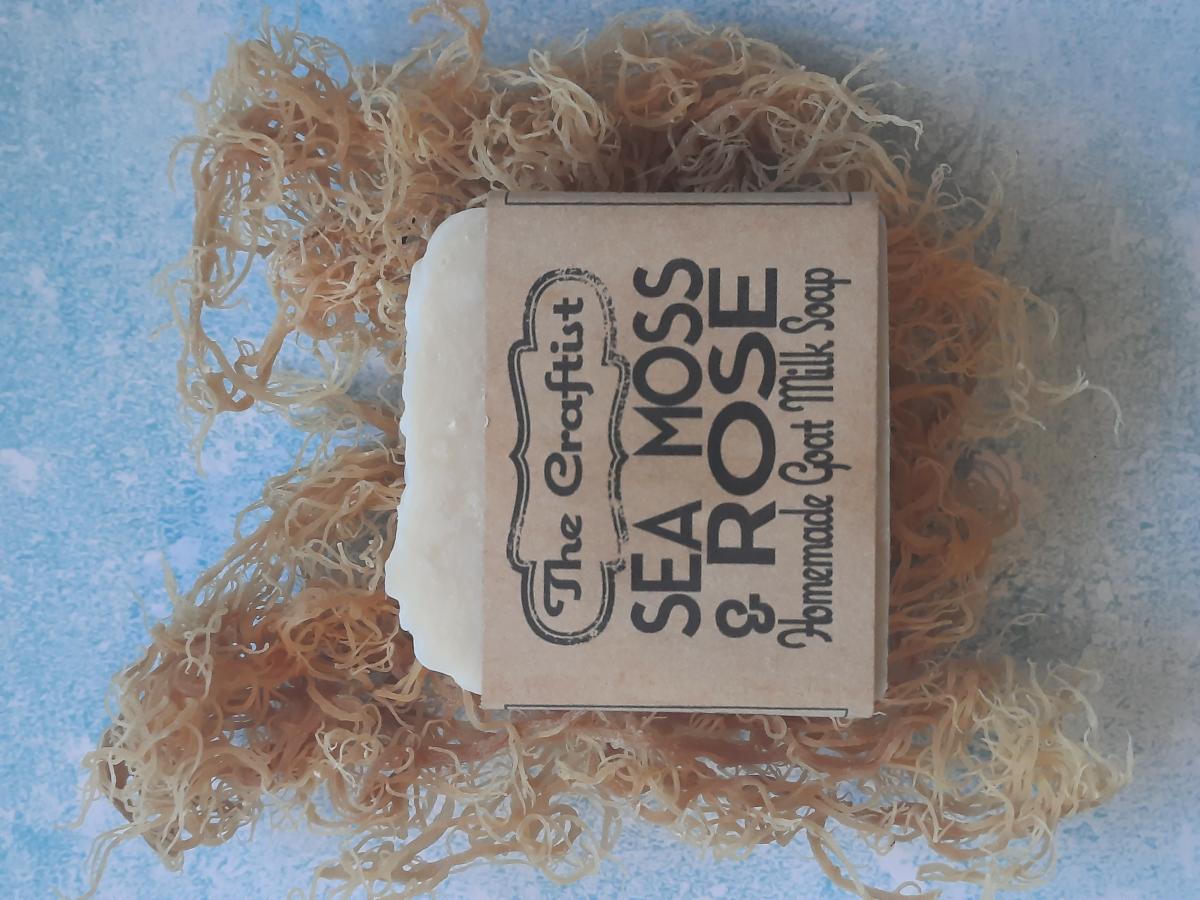 The Craftist
SEA MOSS
& ROSE
Homemade Goat Milk Soap